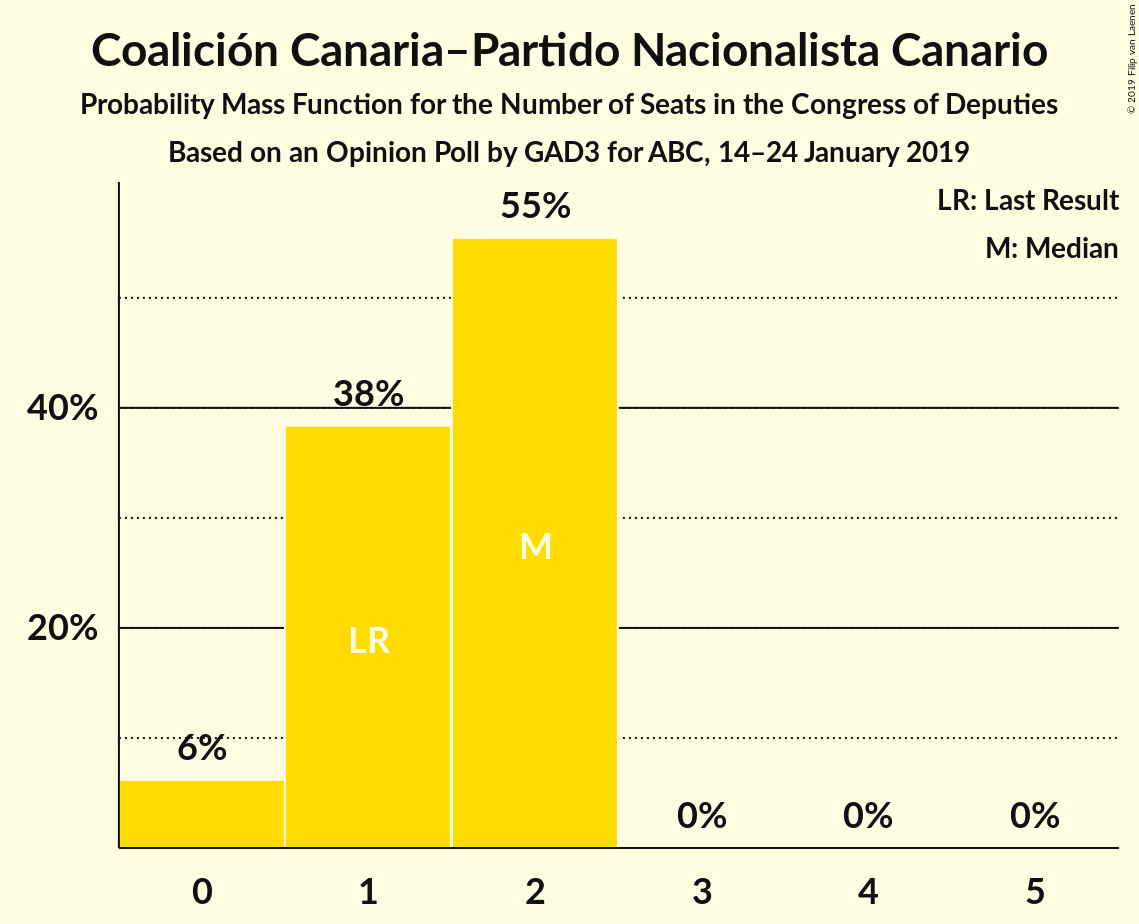 Coalición Canaria–Partido Nacionalista Canario
Probability Mass Function for the Number of Seats in the Congress of Deputies
Based on an Opinion Poll by GAD3 for ABC, 14–24 January 2019
© 2019 Filip van Laenen
LR: Last Result
M: Median
55%
38%
40%
M
LR
20%
6%
0% 0% 0%
0 1 2 3 4 5